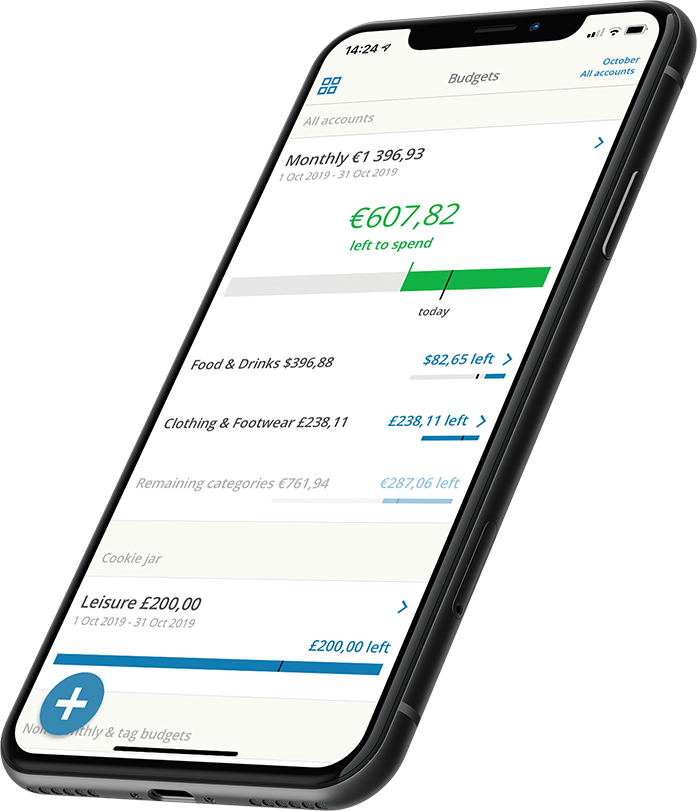 14:24
Budgets
October
All accounts
All accounts
Monthly €1 396,93
1 Oct 2019 - 31 Oct 2019
€607,82
left to spend
today
Food & Drinks $396,88
$82,65 left
Clothing & Footwear £238,11
£238,11 left
Remaining categories €761,94
€287,06 left
Cookie jar
Leisure £200,00
1 Oct 2019 - 31 Oct 2019
£200,00 left
& tag budgets